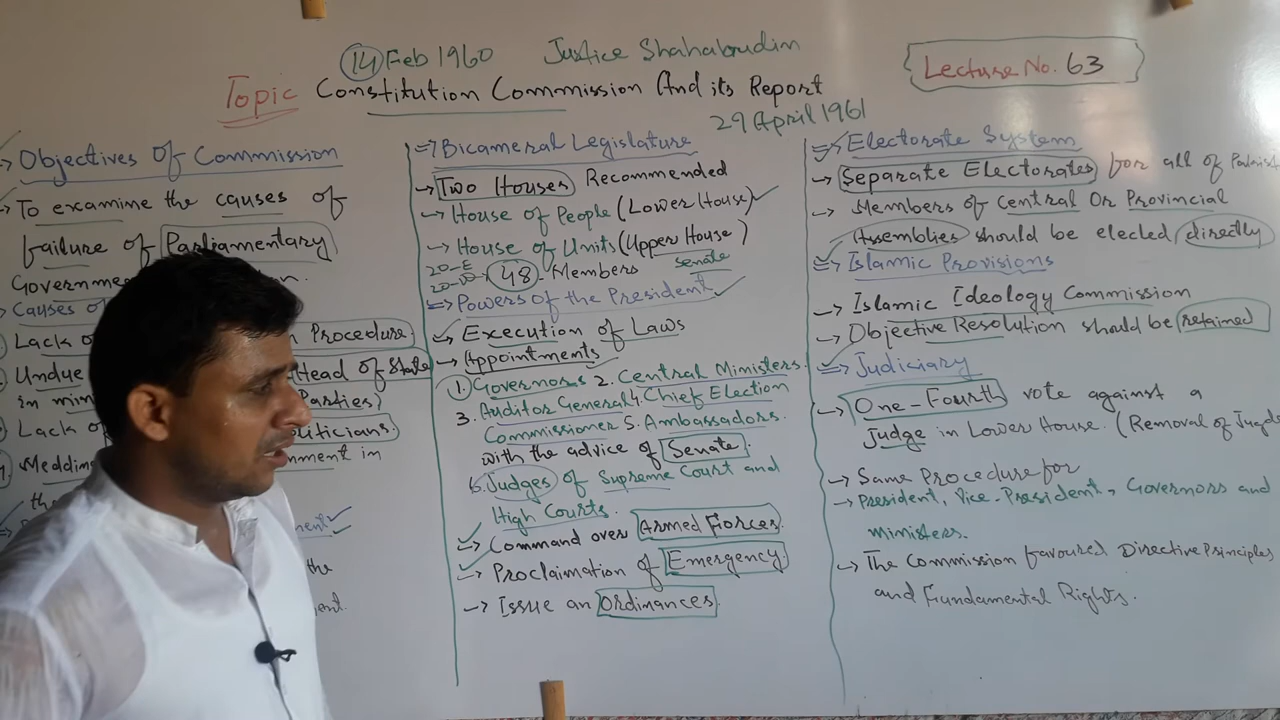 14 Feb 1960 Justice Shahabudin
Lecture No. 63
Topic Constitution Commission And its Report
29 April 1961
→ Objectives Of Commission
→ To examine the causes of
failure of Parliamentary
Government
Causes of
Lack of Procedure
Undue Head of State
in Parties)
Lack of
Meddling in
the
the
⇒ Bicameral Legislature
→ Two Houses Recommended
→ House of People (Lower House)
→ House of Units (Upper House)
Senate
20-E
48 - Members
⇒ Powers of the President
Execution of Laws
→ Appointments
1. Governors 2. Central Ministers
3. Auditor General 4 Chief Election
Commissioner 5. Ambassadors.
with the advice of Senate.
6. Judges of Supreme Court and
High Courts.
→ Command over Armed Forces.
→ Proclaimation of Emergency
→ Issue an Ordinances.
⇒ Electorate System
→ Separate Electorates for all of
→ Members of Central Or Provincial
Assemblies should be elected directly
⇒ Islamic Provisions
→ Islamic Ideology Commission
→ Objective Resolution should be retained
⇒ Judiciary
→ One-Fourth vote against a
Judge in Lower House. (Removal of
→ Same Procedure for
→ President, Vice-President, Governors and
ministers.
→ The Commission favoured Directive Principles
and Fundamental Rights.